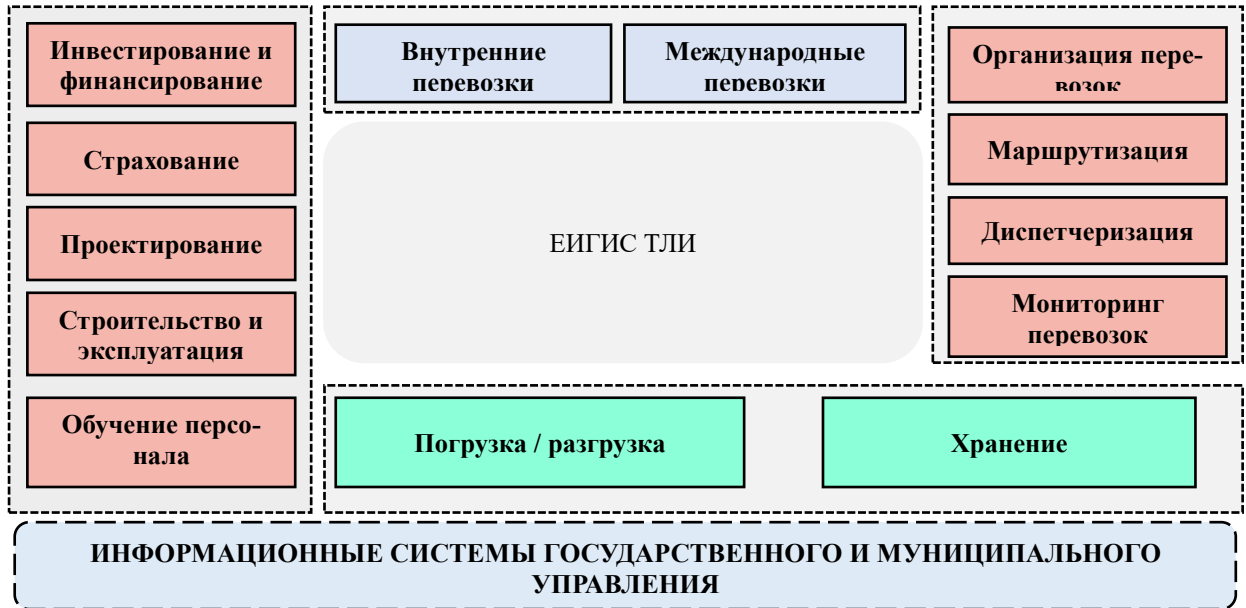 Инвестирование и
финансирование
Страхование
Проектирование
Строительство и
эксплуатация
Обучение персо-
нала
Внутренние
перевозки
Международные
перевозки
ЕИГИС ТЛИ
Организация пере-
возок
Маршрутизация
Диспетчеризация
Мониторинг
перевозок
Погрузка / разгрузка
Хранение
ИНФОРМАЦИОННЫЕ СИСТЕМЫ ГОСУДАРСТВЕННОГО И МУНИЦИПАЛЬНОГО
УПРАВЛЕНИЯ